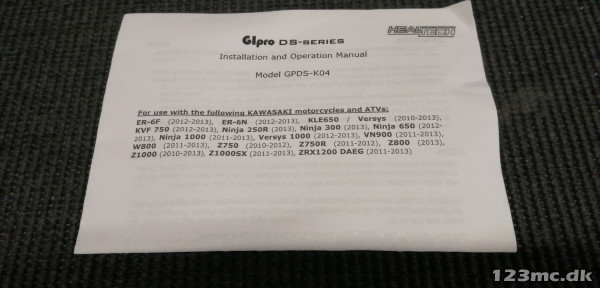 GIpro DS-SERIES
HEALTECH
Installation and Operation Manual
Model GPDS-K04
For use with the following KAWASAKI motorcycles and ATVs:
ER-6F (2012-2013), ER-6N (2012-2013), KLE650 / Versys (2010-2013),
KVF 750 (2012-2013), Ninja 250R (2013), Ninja 300 (2013), Ninja 650 (2012-
2013), Ninja 1000 (2011-2013), Versys 1000 (2012-2013), VN900 (2011-2013),
W800 (2011-2013), Z750 (2010-2012), Z750R (2011-2012), Z800 (2013),
Z1000 (2010-2013), Z1000SX (2011-2013), ZRX1200 DAEG (2011-2013)
123mc.dk